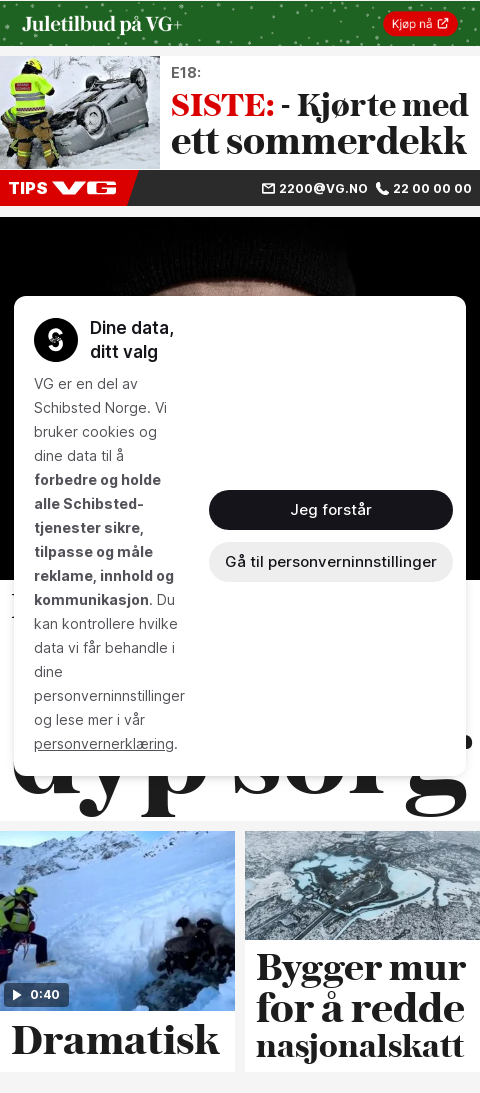 Juletilbud på VG+
Kjøp nå
E18:
SISTE: - Kjørte med
ett sommerdekk
TIPS VG
2200@VG.NO 22 00 00 00
Dine data,
ditt valg
VG er en del av
Schibsted Norge. Vi
bruker cookies og
dine data til å
forbedre og holde
alle Schibsted-
tjenester sikre,
tilpasse og måle
reklame, innhold og
kommunikasjon. Du
kan kontrollere hvilke
data vi får behandle i
dine
personverninnstillinger
og lese mer i vår
personvernerklæring.
Jeg forstår
Gå til personverninnstillinger
dyp sorg
0:40
Dramatisk
Bygger mur
for å redde
nasjonalskatt